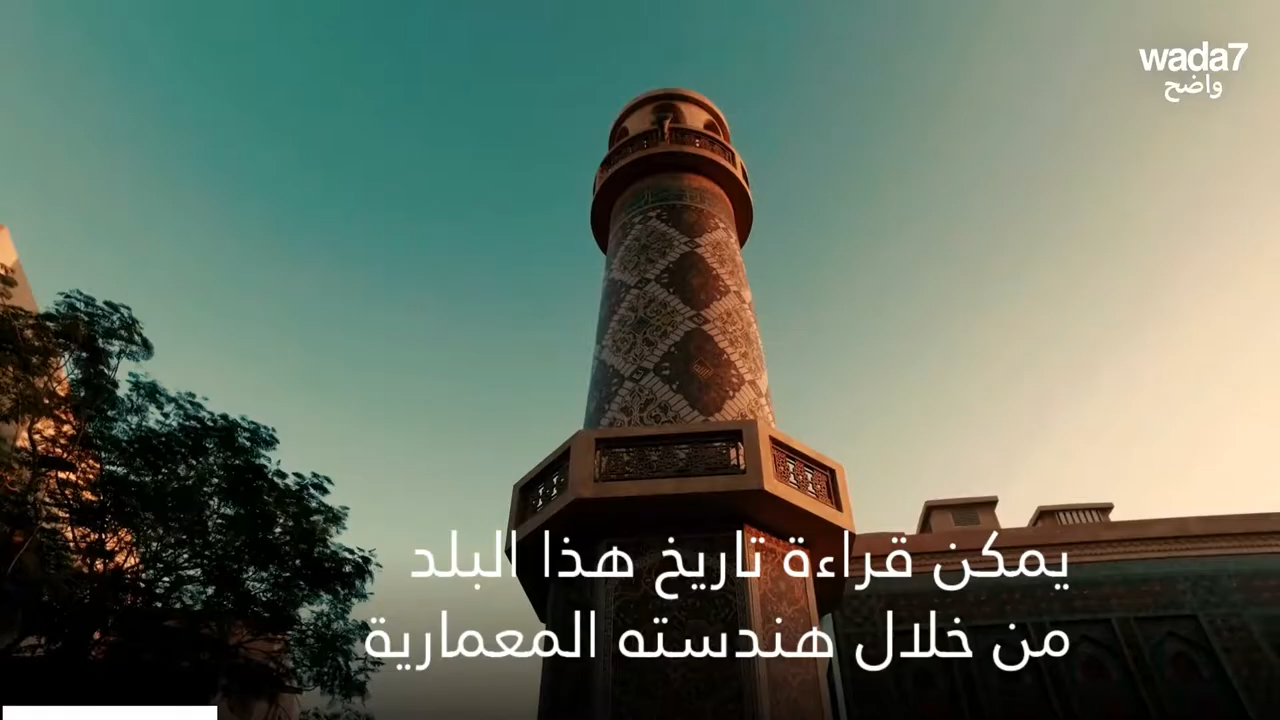 wada7
واضح
يمكن قراءة تاريخ هذا البلد
من خلال هندسته المعمارية